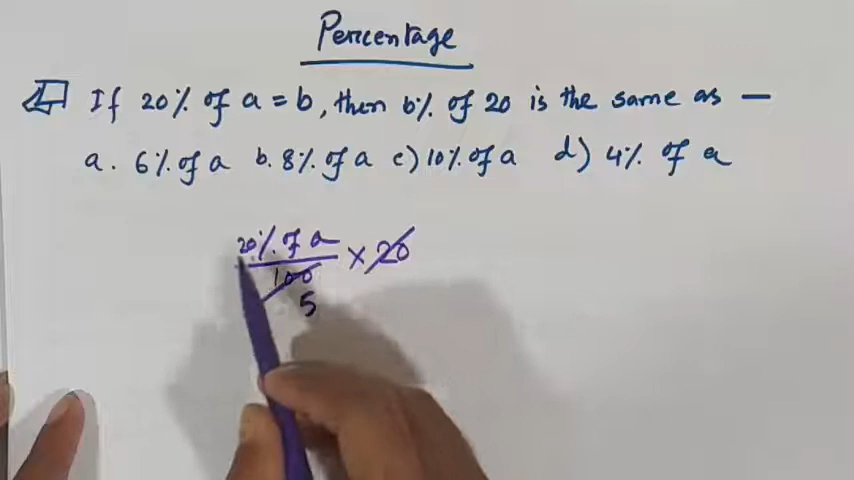 Percentage
If 20% of a = b, then b% of 20 is the same as —
a. 6% of a b. 8% of a c) 10% of a d) 4% of a
20% of a × 20
100
5